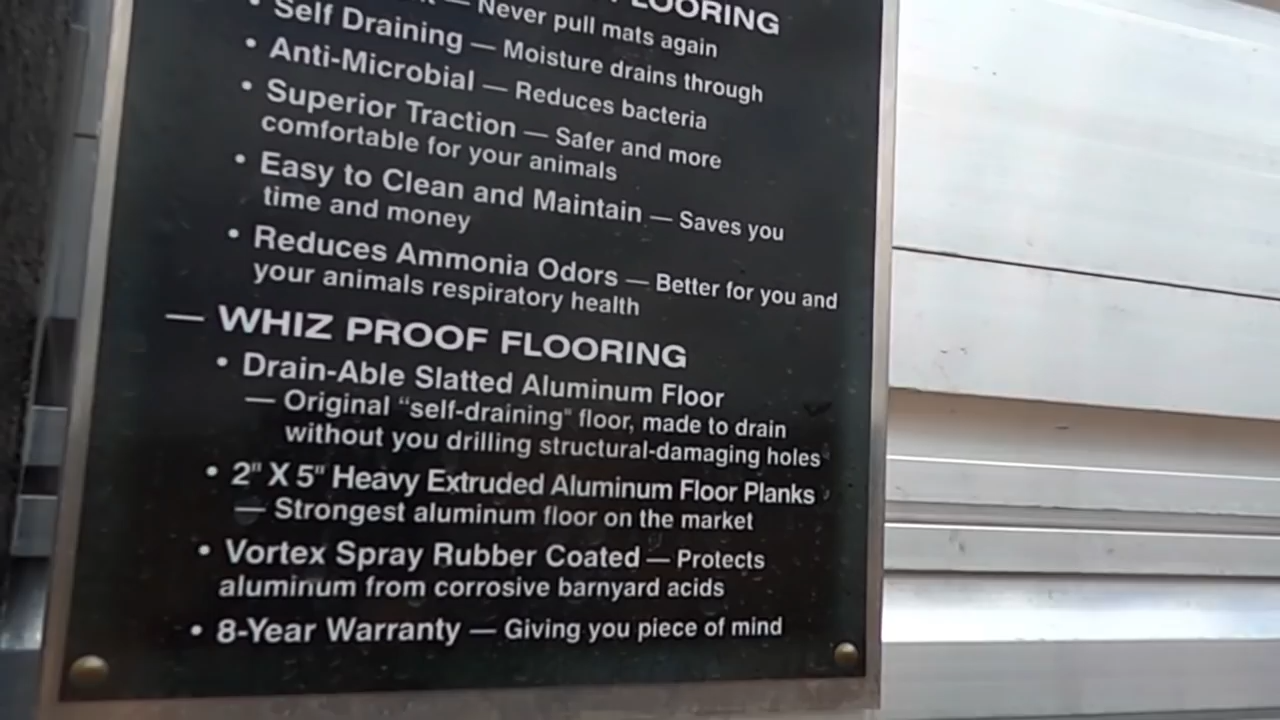 FLOORING
— Never pull mats again
• Self Draining — Moisture drains through
• Anti-Microbial — Reduces bacteria
• Superior Traction — Safer and more
comfortable for your animals
• Easy to Clean and Maintain — Saves you
time and money
• Reduces Ammonia Odors — Better for you and
your animals respiratory health
— WHIZ PROOF FLOORING
• Drain-Able Slatted Aluminum Floor
— Original “self-draining" floor, made to drain
without you drilling structural-damaging holes
• 2" X 5" Heavy Extruded Aluminum Floor Planks
— Strongest aluminum floor on the market
• Vortex Spray Rubber Coated — Protects
aluminum from corrosive barnyard acids
• 8-Year Warranty — Giving you piece of mind